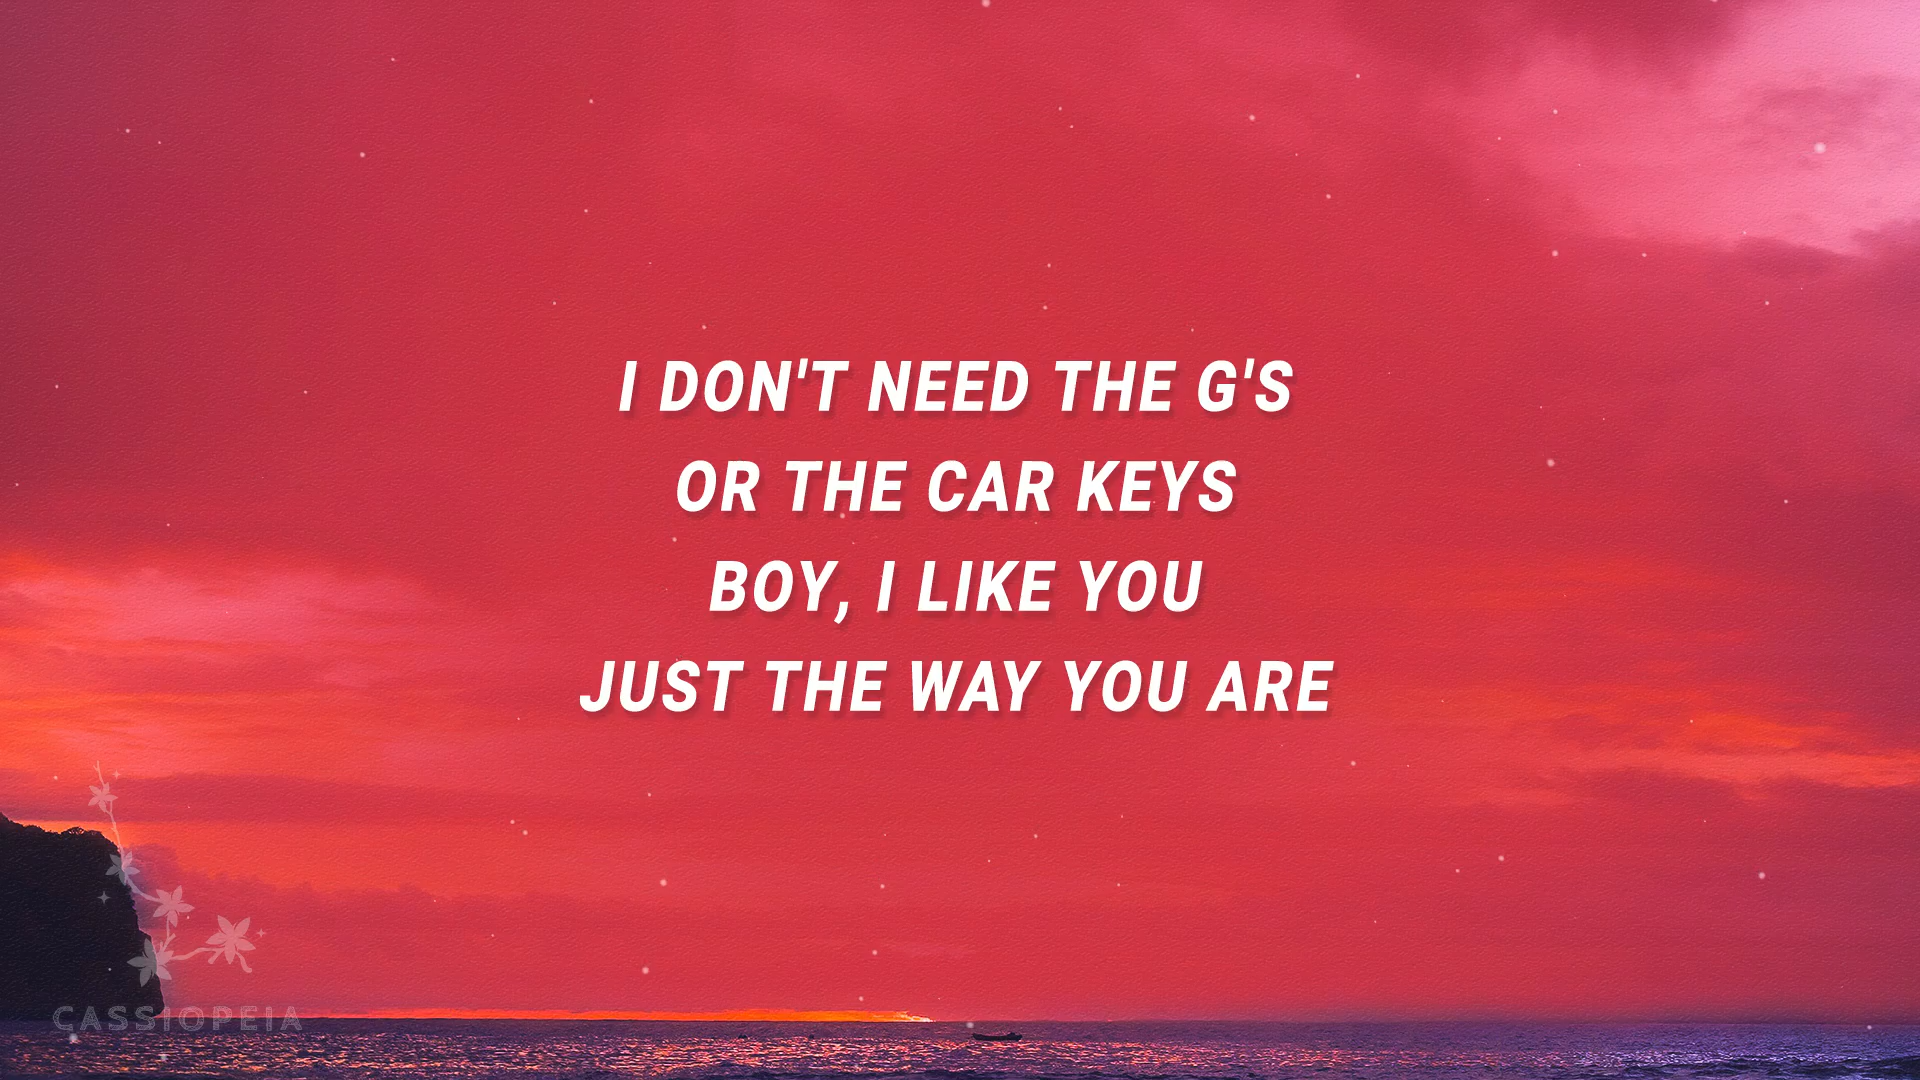 I DON'T NEED THE G'S
OR THE CAR KEYS
BOY, I LIKE YOU
JUST THE WAY YOU ARE
CASSIOPEIA